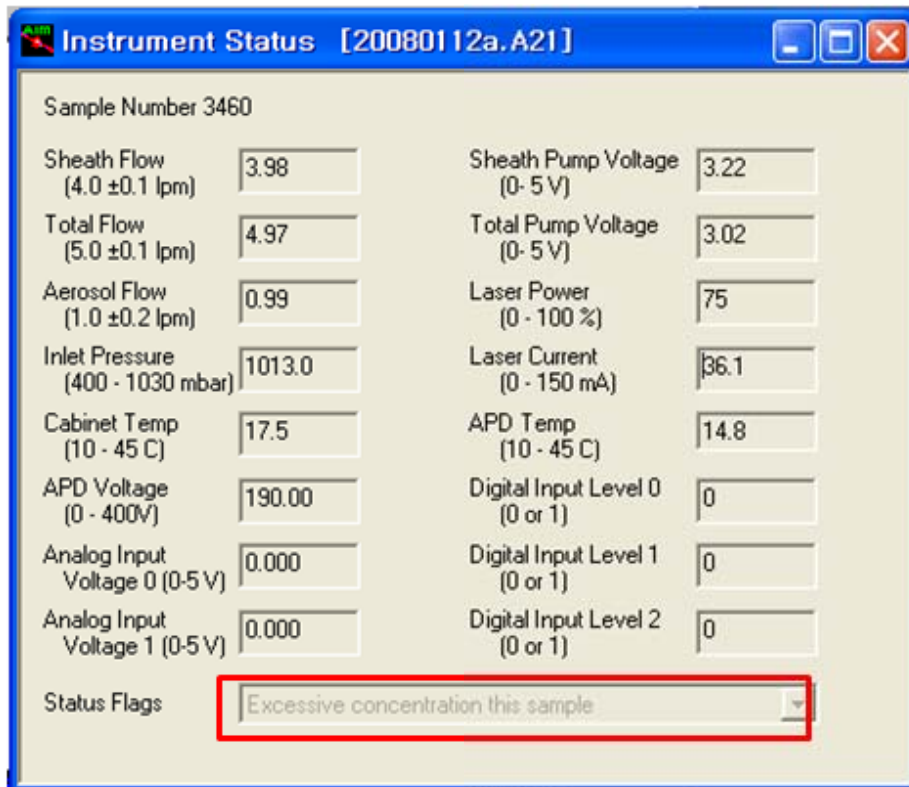 Aim
Instrument Status [20080112a.A21]
Sample Number 3460
Sheath Flow
(4.0 ±0.1 lpm)
3.98
Sheath Pump Voltage
(0- 5 V)
3.22
Total Flow
(5.0 ±0.1 lpm)
4.97
Total Pump Voltage
(0- 5 V)
3.02
Aerosol Flow
(1.0 ±0.2 lpm)
0.99
Laser Power
(0 - 100 %)
75
Inlet Pressure
(400 - 1030 mbar)
1013.0
Laser Current
(0 - 150 mA)
36.1
Cabinet Temp
(10 - 45 C)
17.5
APD Temp
(10 - 45 C)
14.8
APD Voltage
(0 - 400V)
190.00
Digital Input Level 0
(0 or 1)
0
Analog Input
Voltage 0 (0-5 V)
0.000
Digital Input Level 1
(0 or 1)
0
Analog Input
Voltage 1 (0-5 V)
0.000
Digital Input Level 2
(0 or 1)
0
Status Flags
Excessive concentration this sample